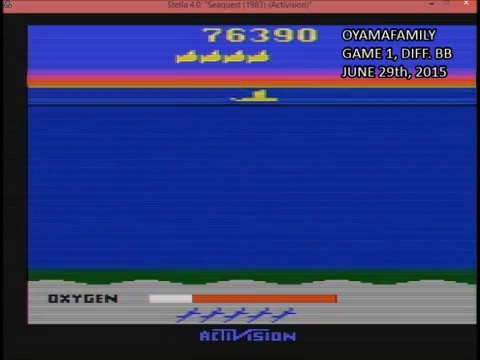 Stella 4.0: "Seaquest (1983) (Activision)"
76390
OYAMAFAMILY
GAME 1, DIFF. BB
JUNE 29th, 2015
OXYGEN
ACTIVISION